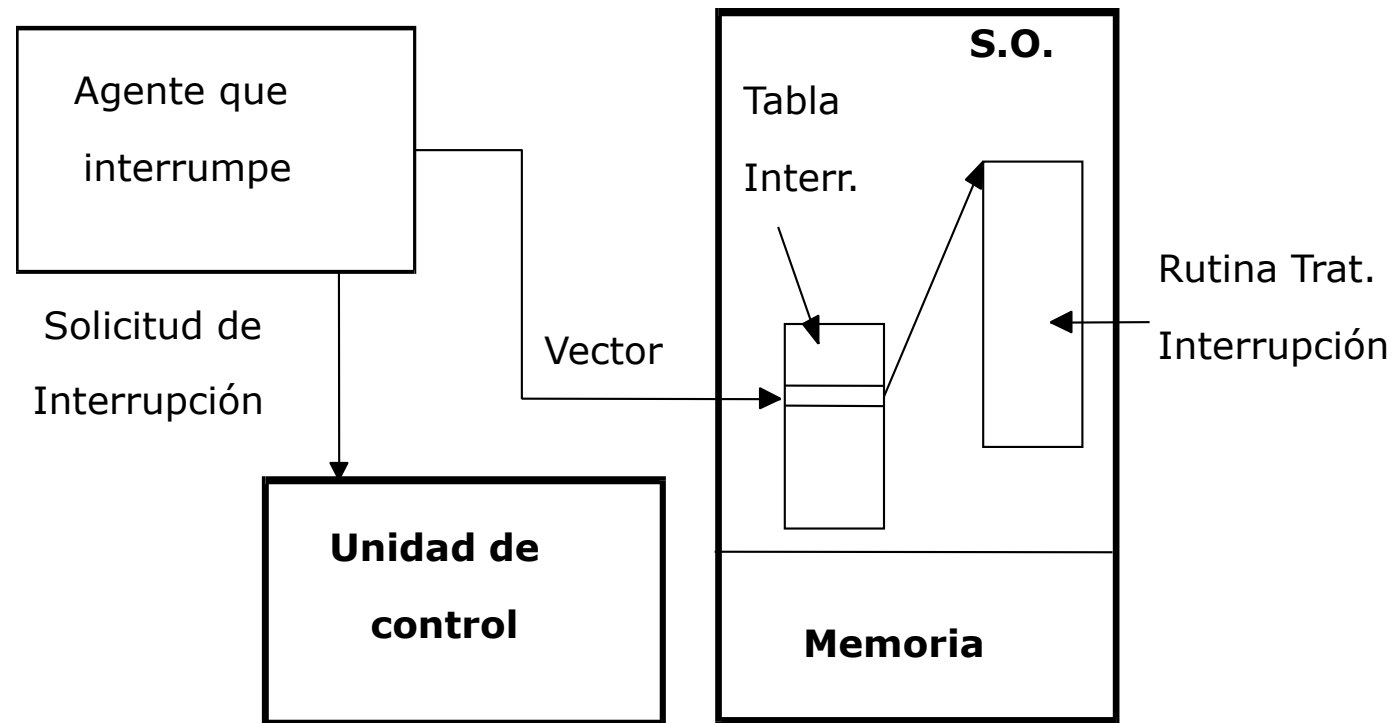 Agente que
interrumpe
Solicitud de
Interrupción
Vector
Unidad de
control
S.O.
Tabla
Interr.
Rutina Trat.
Interrupción
Memoria